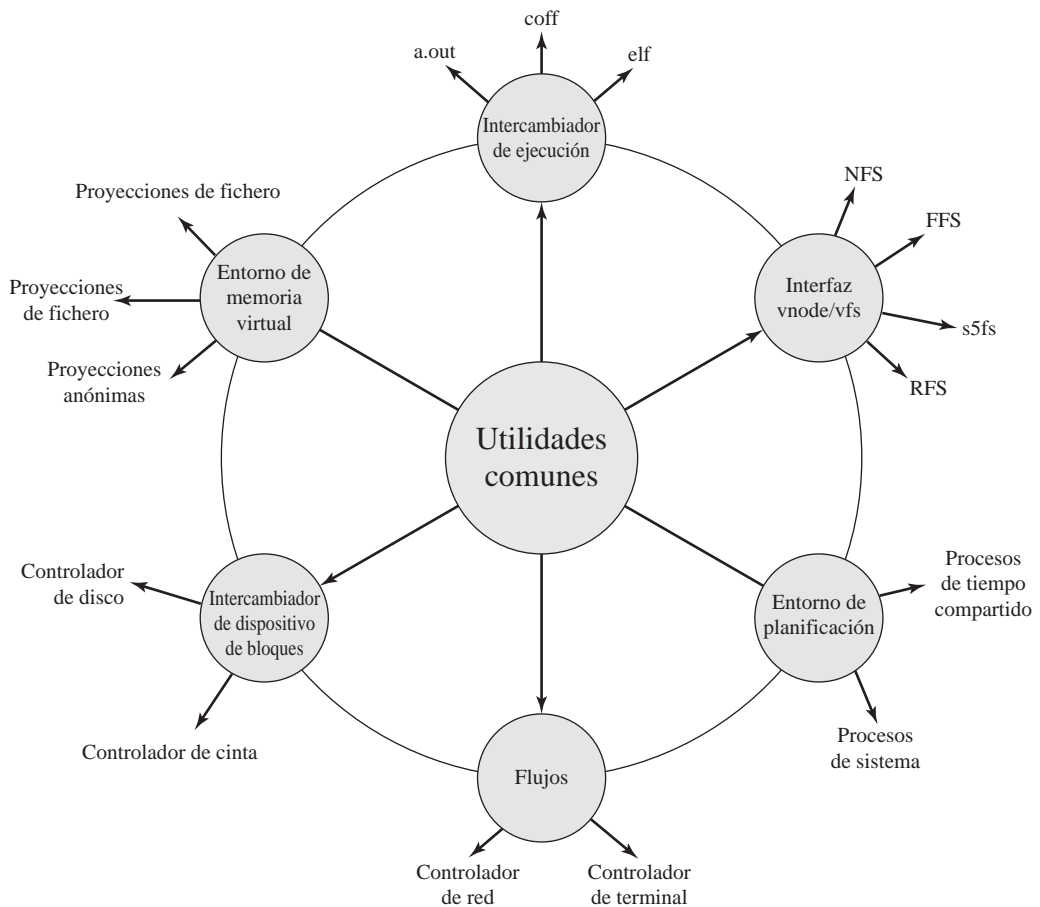 coff
a.out
elf
Intercambiador
de ejecución
Proyecciones de fichero
NFS
FFS
Entorno de
memoria
virtual
Interfaz
vnode/vfs
Proyecciones
de fichero
s5fs
Proyecciones
anónimas
RFS
Utilidades
comunes
Controlador
de disco
Intercambiador
de dispositivo
de bloques
Entorno de
planificación
Procesos
de tiempo
compartido
Controlador de cinta
Procesos
de sistema
Flujos
Controlador
de red
Controlador
de terminal